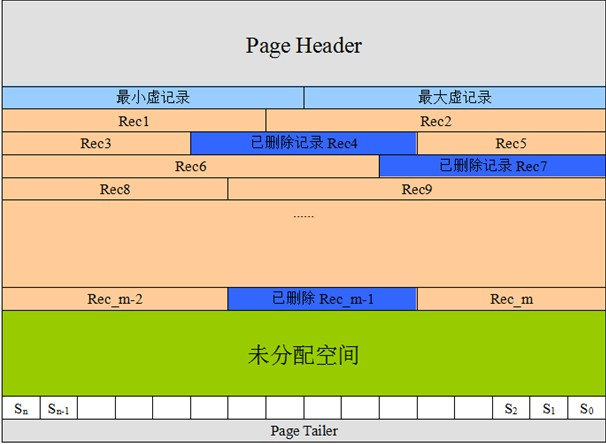 Page Header
最小虚记录 最大虚记录
Rec1 Rec2
Rec3 已删除记录 Rec4 Rec5
Rec6 已删除记录 Rec7
Rec8 Rec9
......
Rec_m-2 已删除 Rec_m-1 Rec_m
未分配空间
Sn Sn-1 S2 S1 S0
Page Tailer